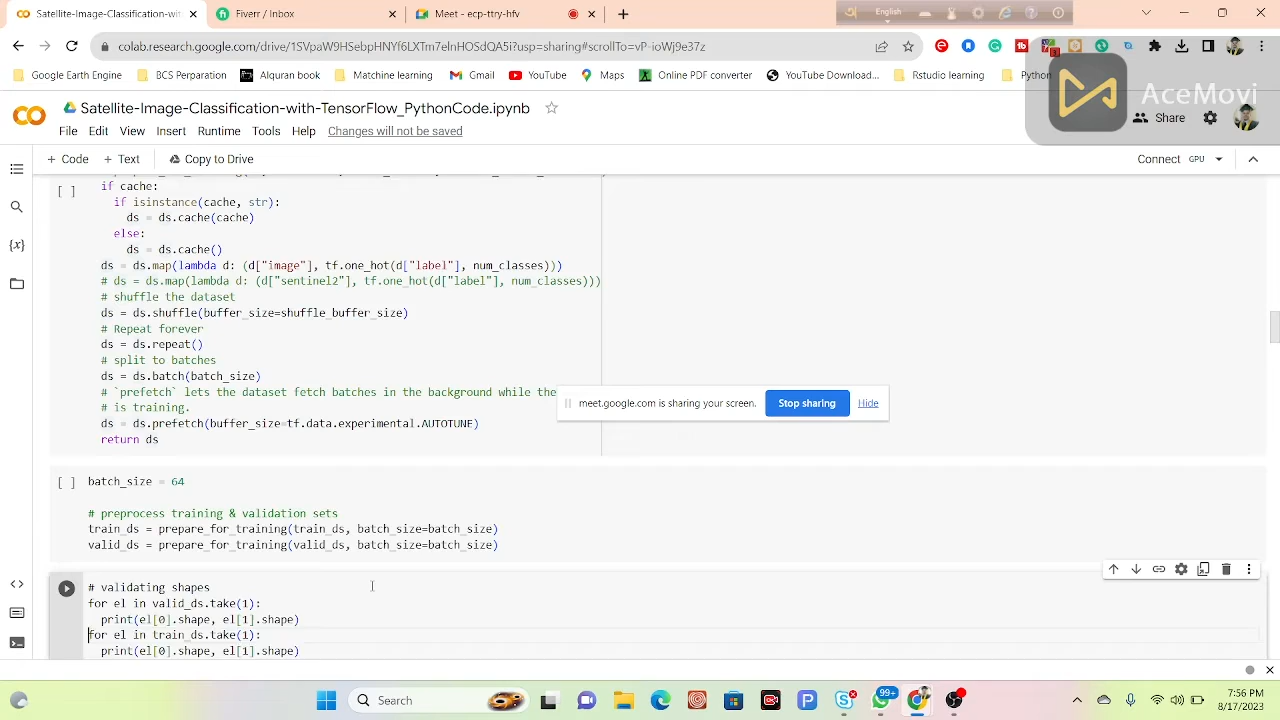 Satellite-Image-Classification-wit
Fiverr / Inbox
Meet - ecp-ttry-hfv
English
colab.research.google.com/drive/
?usp=sharing#scrollTo=vP-ioWj9e37z
Google Earth Engine
BCS Perpartion
Alquran book
Matchine learning
Gmail
YouTube
Maps
Online PDF converter
YouTube Download...
Rstudio learning
Python
AceMovi
Satellite-Image-Classification-with-TensorFlow_PythonCode.ipynb
Share
File Edit View Insert Runtime Tools Help Changes will not be saved
+ Code + Text Copy to Drive
Connect GPU
[ ] if cache:
if isinstance(cache, str):
ds = ds.cache(cache)
else:
ds = ds.cache()
ds = ds.map(lambda d: (d["image"], tf.one_hot(d["label"], num_classes)))
# ds = ds.map(lambda d: (d["sentinel2"], tf.one_hot(d["label"], num_classes)))
# shuffle the dataset
ds = ds.shuffle(buffer_size=shuffle_buffer_size)
# Repeat forever
ds = ds.repeat()
# split to batches
ds = ds.batch(batch_size)
# `prefetch` lets the dataset fetch batches in the background while the
# is training.
ds = ds.prefetch(buffer_size=tf.data.experimental.AUTOTUNE)
return ds
meet.google.com is sharing your screen. Stop sharing Hide
[ ] batch_size = 64
# preprocess training & validation sets
train_ds = prepare_for_training(train_ds, batch_size=batch_size)
valid_ds = prepare_for_training(valid_ds, batch_size=batch_size)
# validating shapes
for el in valid_ds.take(1):
print(el[0].shape, el[1].shape)
for el in train_ds.take(1):
print(el[0].shape, el[1].shape)
Search
99+
7:56 PM
8/17/2023